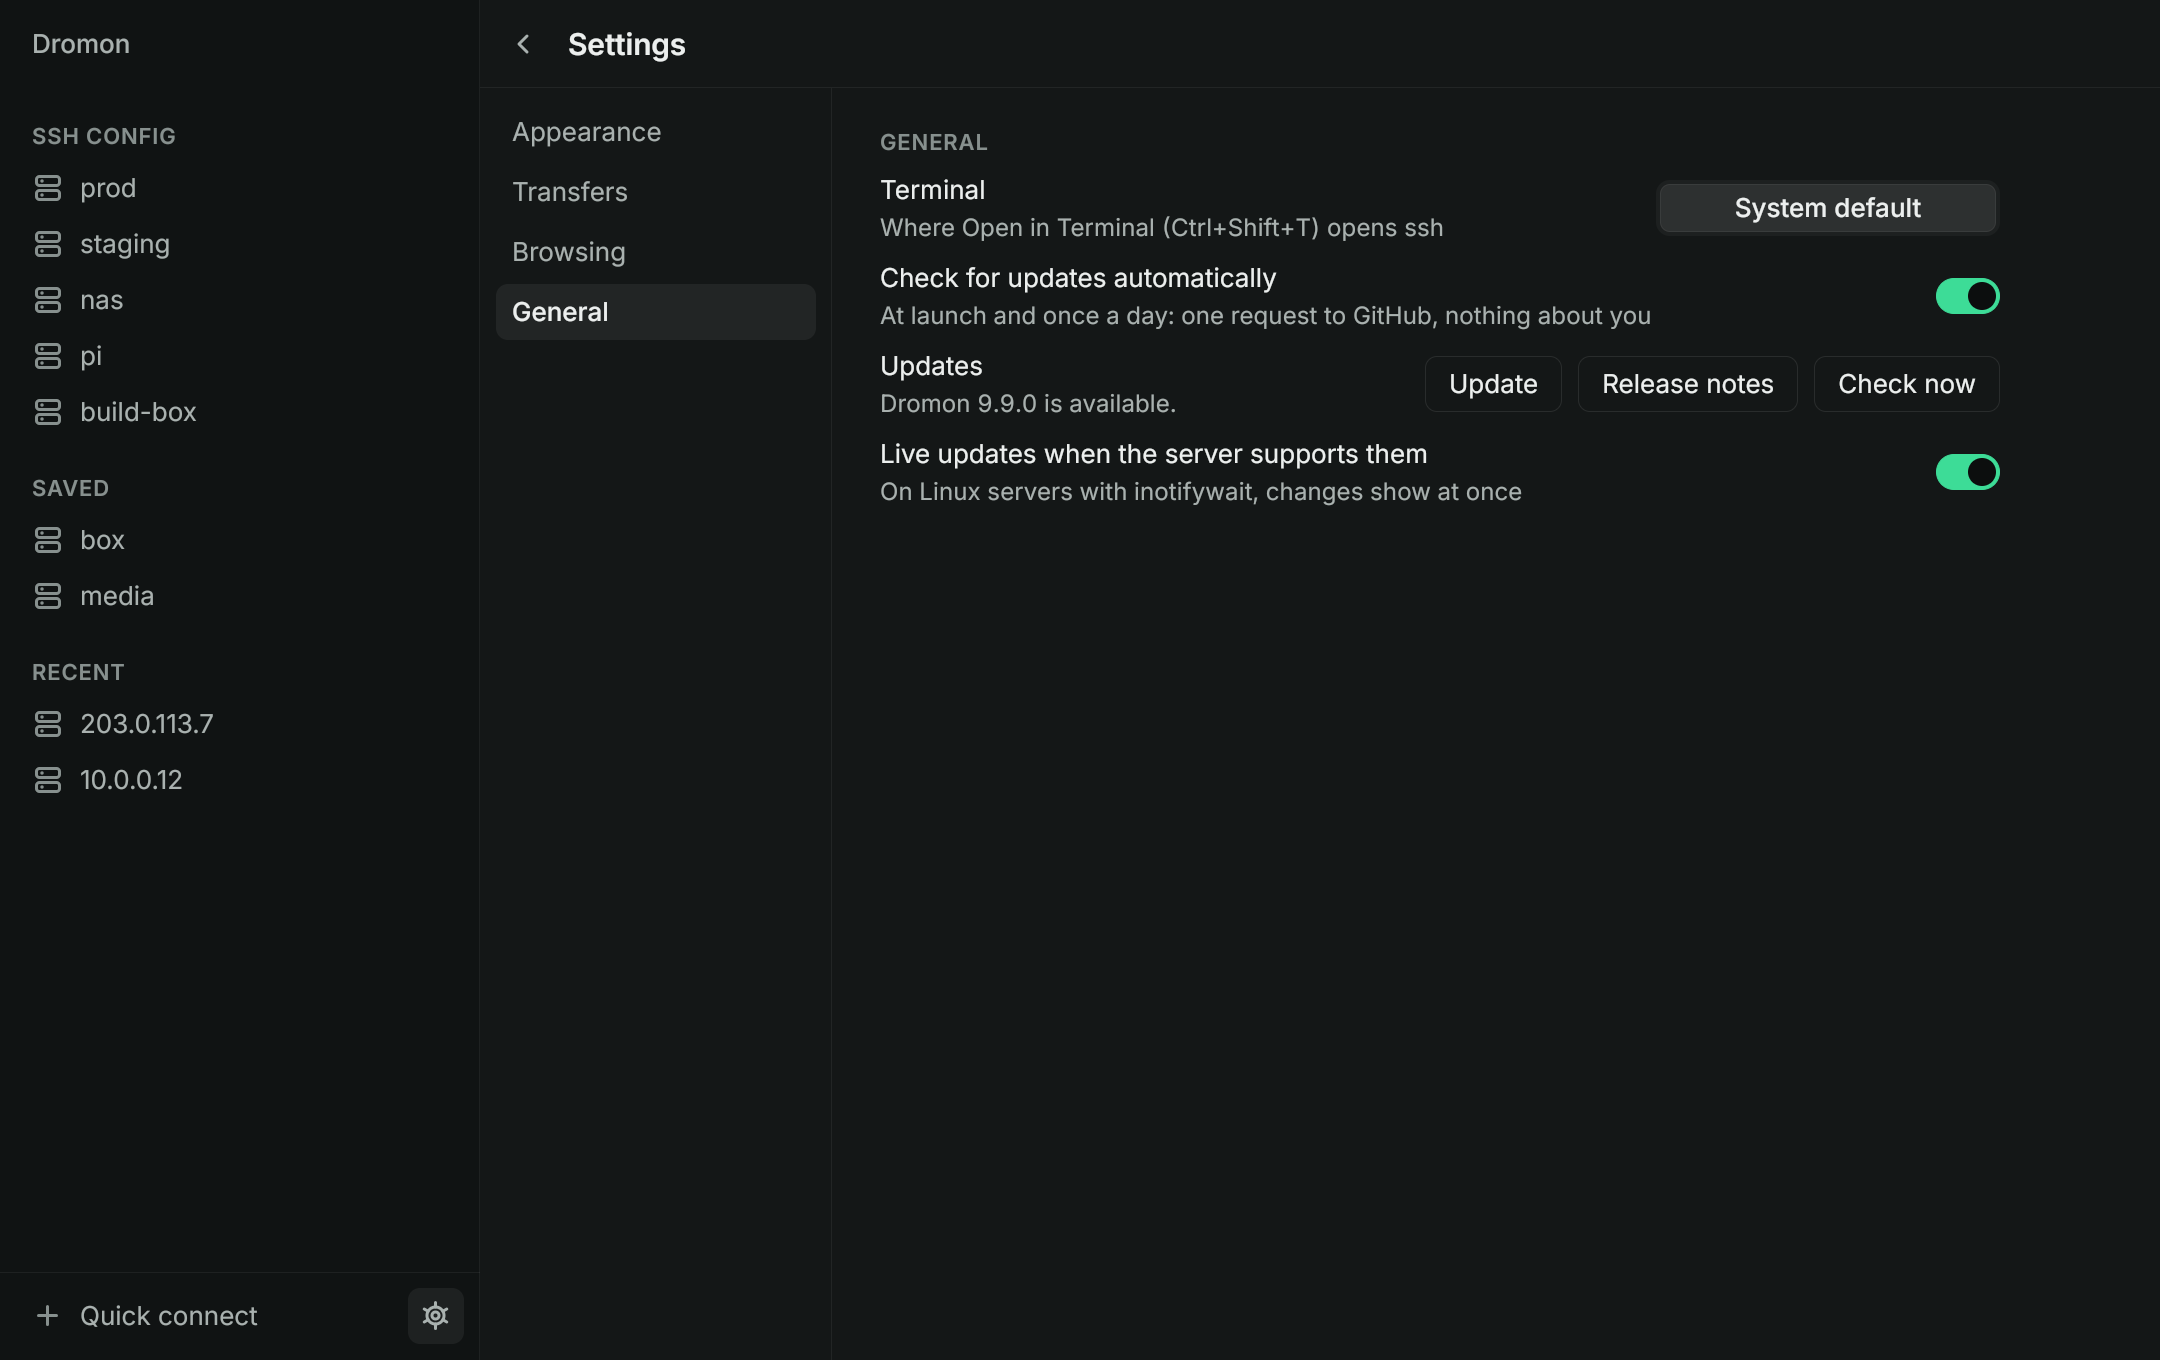 Dromon
SSH CONFIG
prod
staging
nas
pi
build-box
SAVED
box
media
RECENT
203.0.113.7
10.0.0.12
Quick connect
Settings
Appearance
Transfers
Browsing
General
GENERAL
Terminal
Where Open in Terminal (Ctrl+Shift+T) opens ssh
System default
Check for updates automatically
At launch and once a day: one request to GitHub, nothing about you
Updates
Dromon 9.9.0 is available.
Update
Release notes
Check now
Live updates when the server supports them
On Linux servers with inotifywait, changes show at once